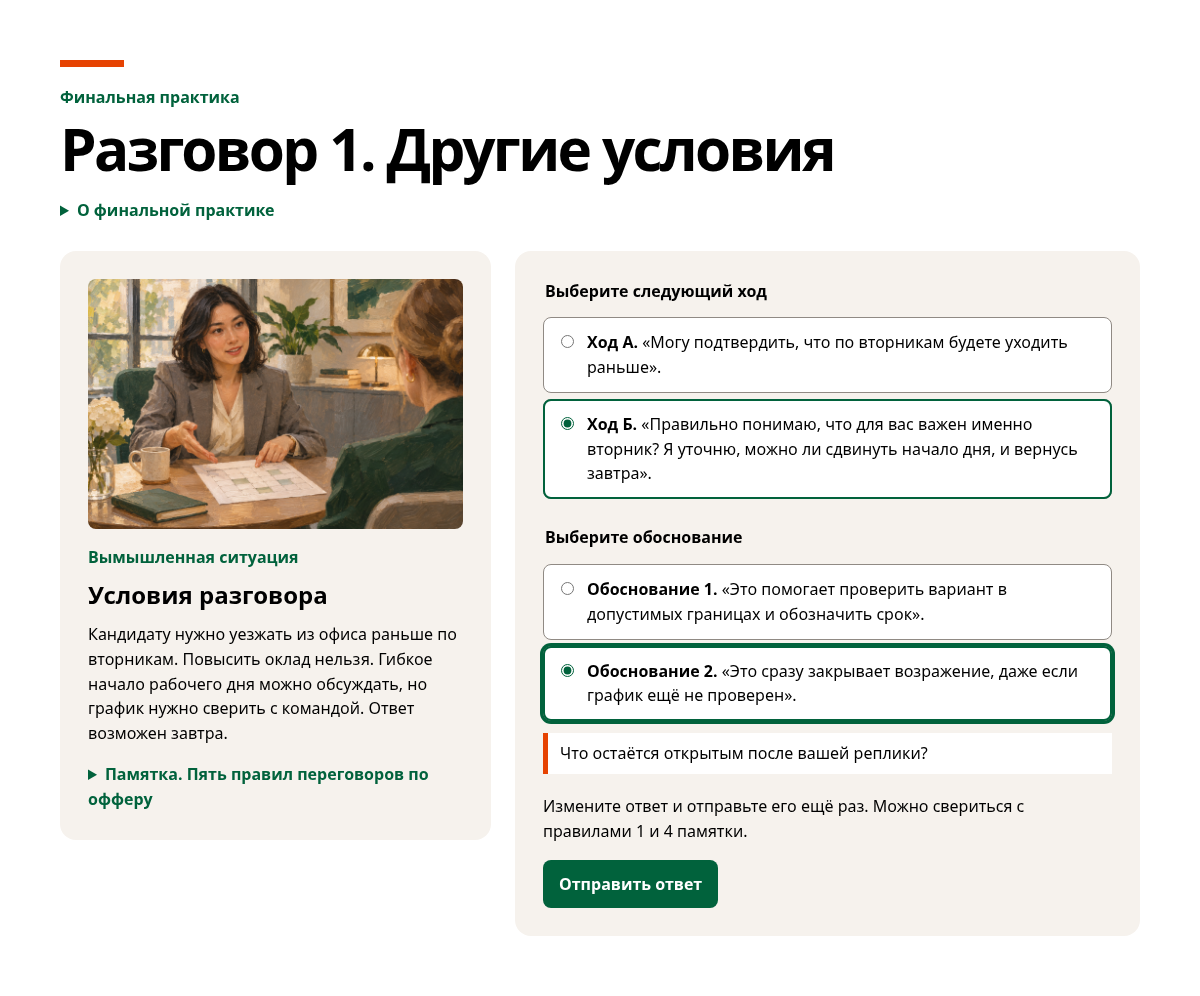 Финальная практика
Разговор 1. Другие условия
О финальной практике
Вымышленная ситуация
Условия разговора
Кандидату нужно уезжать из офиса раньше по
вторникам. Повысить оклад нельзя. Гибкое
начало рабочего дня можно обсуждать, но
график нужно сверить с командой. Ответ
возможен завтра.
Памятка. Пять правил переговоров по
офферу
Выберите следующий ход
Ход А. «Могу подтвердить, что по вторникам будете уходить
раньше».
Ход Б. «Правильно понимаю, что для вас важен именно
вторник? Я уточню, можно ли сдвинуть начало дня, и вернусь
завтра».
Выберите обоснование
Обоснование 1. «Это помогает проверить вариант в
допустимых границах и обозначить срок».
Обоснование 2. «Это сразу закрывает возражение, даже если
график ещё не проверен».
Что остаётся открытым после вашей реплики?
Измените ответ и отправьте его ещё раз. Можно свериться с
правилами 1 и 4 памятки.
Отправить ответ